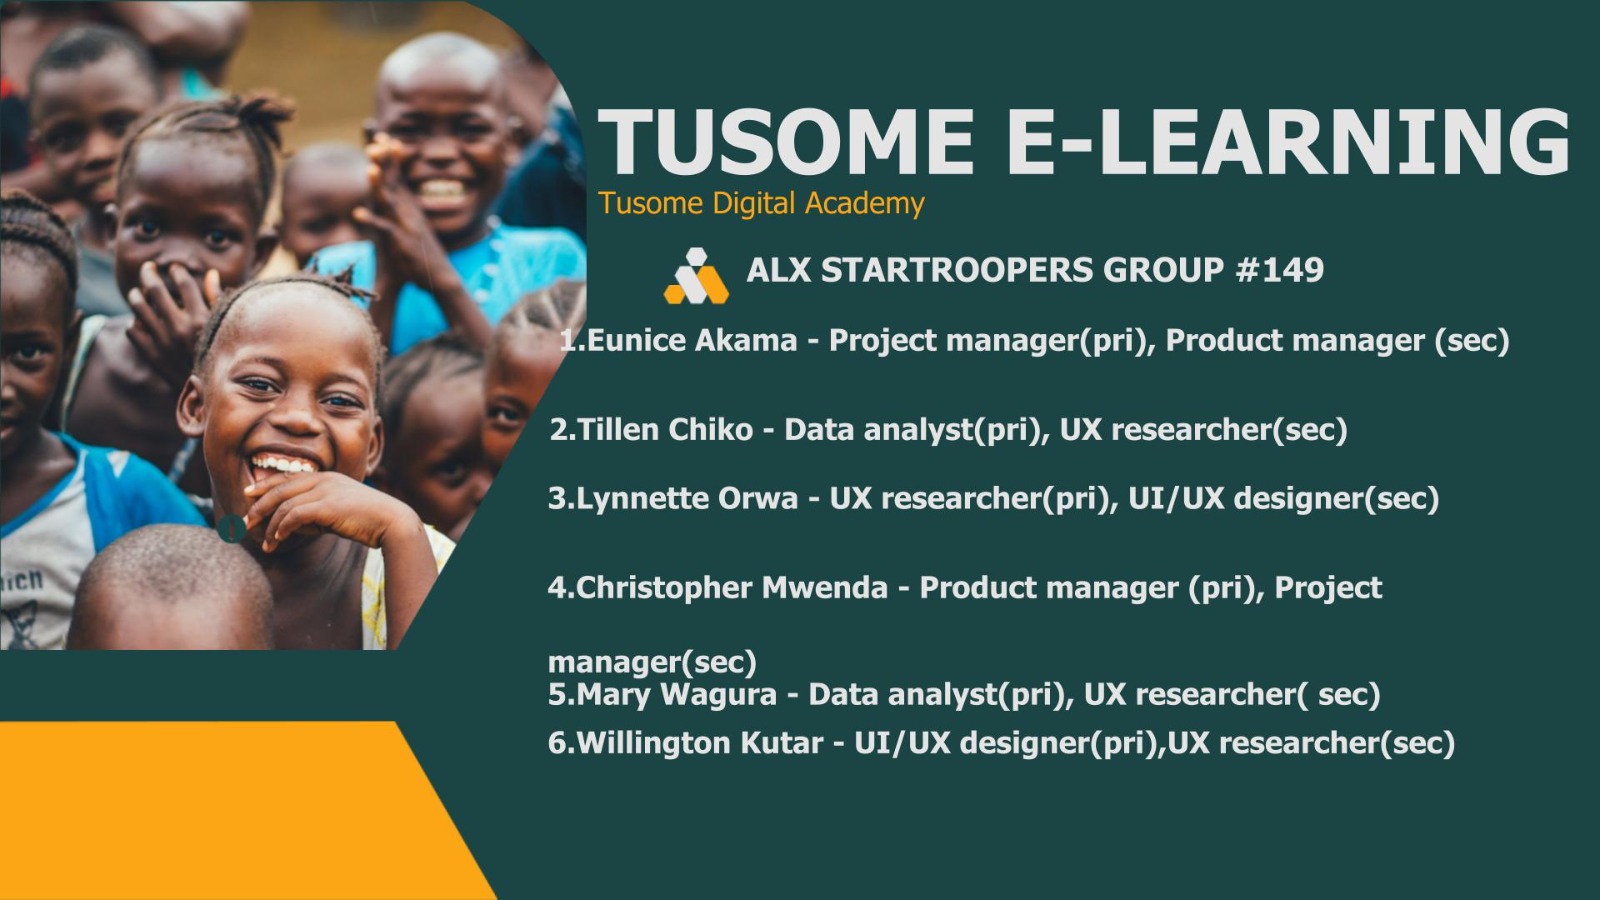 TUSOME E-LEARNING
Tusome Digital Academy
ALX STARTROOPERS GROUP #149
1.Eunice Akama - Project manager(pri), Product manager (sec)
2.Tillen Chiko - Data analyst(pri), UX researcher(sec)
3.Lynnette Orwa - UX researcher(pri), UI/UX designer(sec)
4.Christopher Mwenda - Product manager (pri), Project
manager(sec)
5.Mary Wagura - Data analyst(pri), UX researcher( sec)
6.Willington Kutar - UI/UX designer(pri),UX researcher(sec)